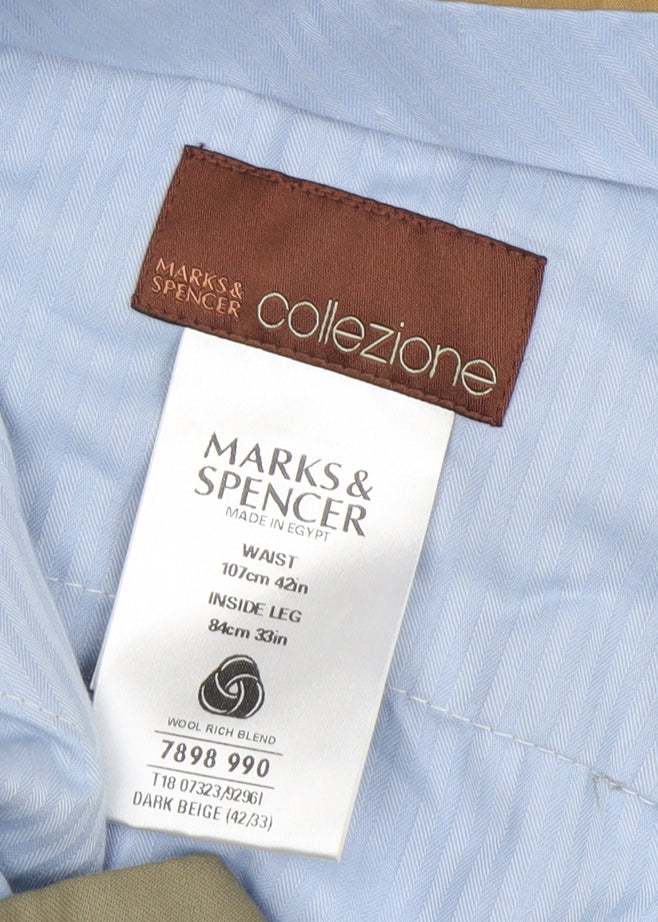 MARKS &
SPENCER
collezione
MARKS &
SPENCER
MADE IN EGYPT
WAIST
107cm 42in
INSIDE LEG
84cm 33in
WOOL RICH BLEND
7898 990
T18 07323/9296I
DARK BEIGE (42/33)